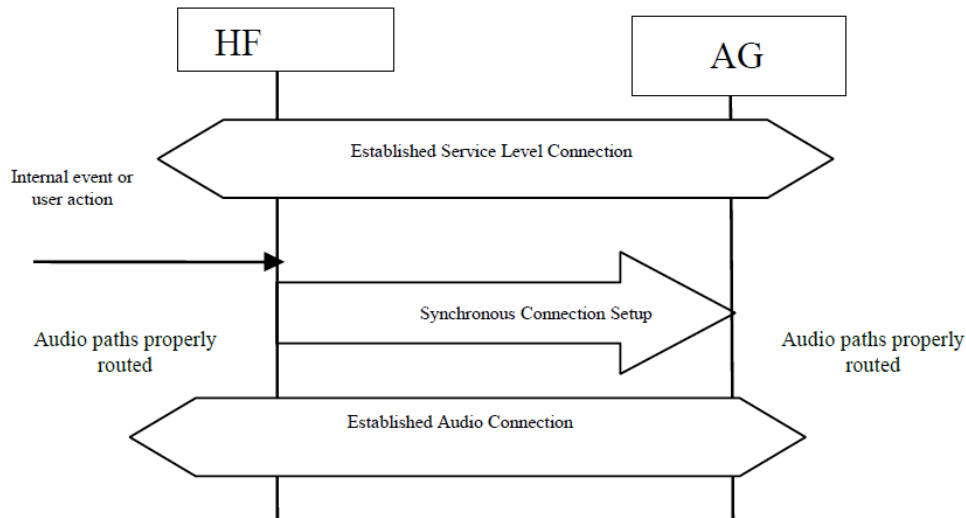 HF
AG
Established Service Level Connection
Internal event or
user action
Synchronous Connection Setup
Audio paths properly
routed
Audio paths properly
routed
Established Audio Connection